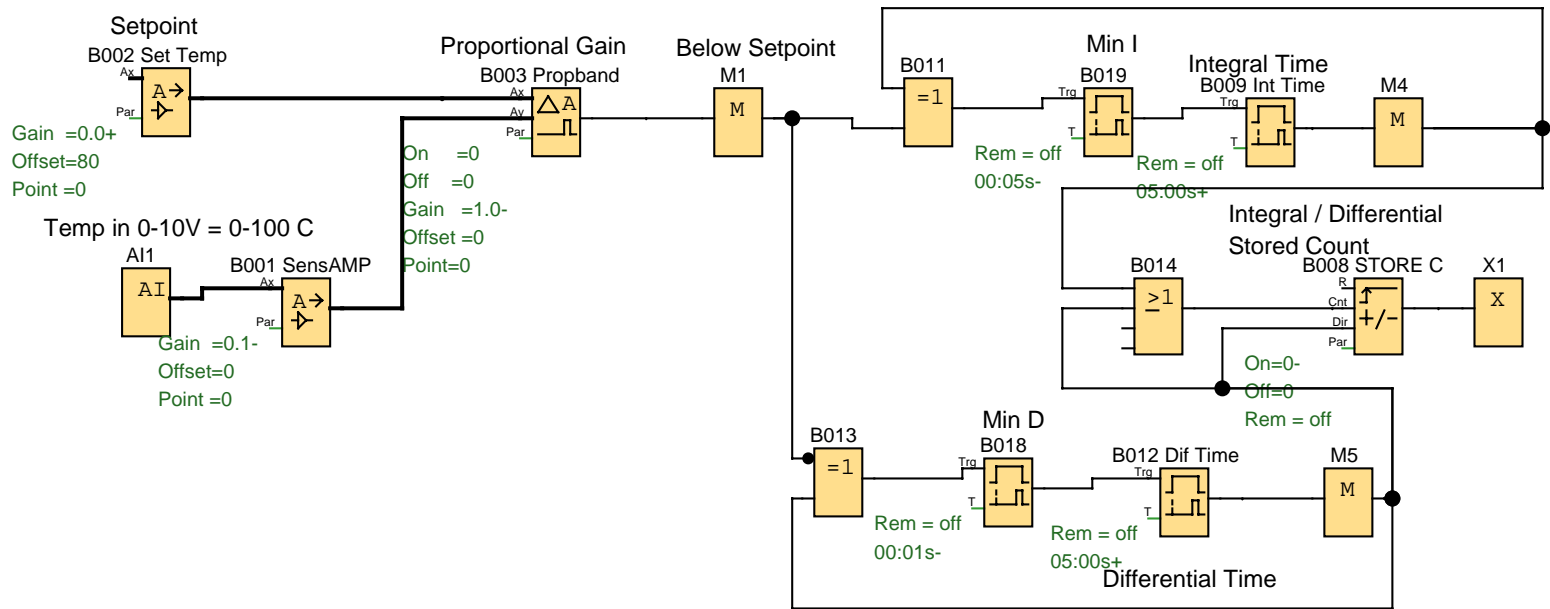 Setpoint
B002 Set Temp
Ax
A→
Par
Gain =0.0+
Offset=80
Point =0
Temp in 0-10V = 0-100 C
AI1
AI
B001 SensAMP
Ax
A→
Par
Gain =0.1-
Offset=0
Point =0
Proportional Gain
B003 Propband
Ax
Ay
Par
△A
On =0
Off =0
Gain =1.0-
Offset =0
Point=0
Below Setpoint
M1
M
B011
=1
Min I
B019
Trg
T
Rem = off
00:05s-
Integral Time
B009 Int Time
Trg
T
Rem = off
05:00s+
M4
M
Integral / Differential
Stored Count
B014
≥1
B008 STORE C
R
Cnt
Dir
Par
+/-
On=0-
Off=0
Rem = off
X1
X
B013
=1
Min D
B018
Trg
T
Rem = off
00:01s-
B012 Dif Time
Trg
T
Rem = off
05:00s+
Differential Time
M5
M